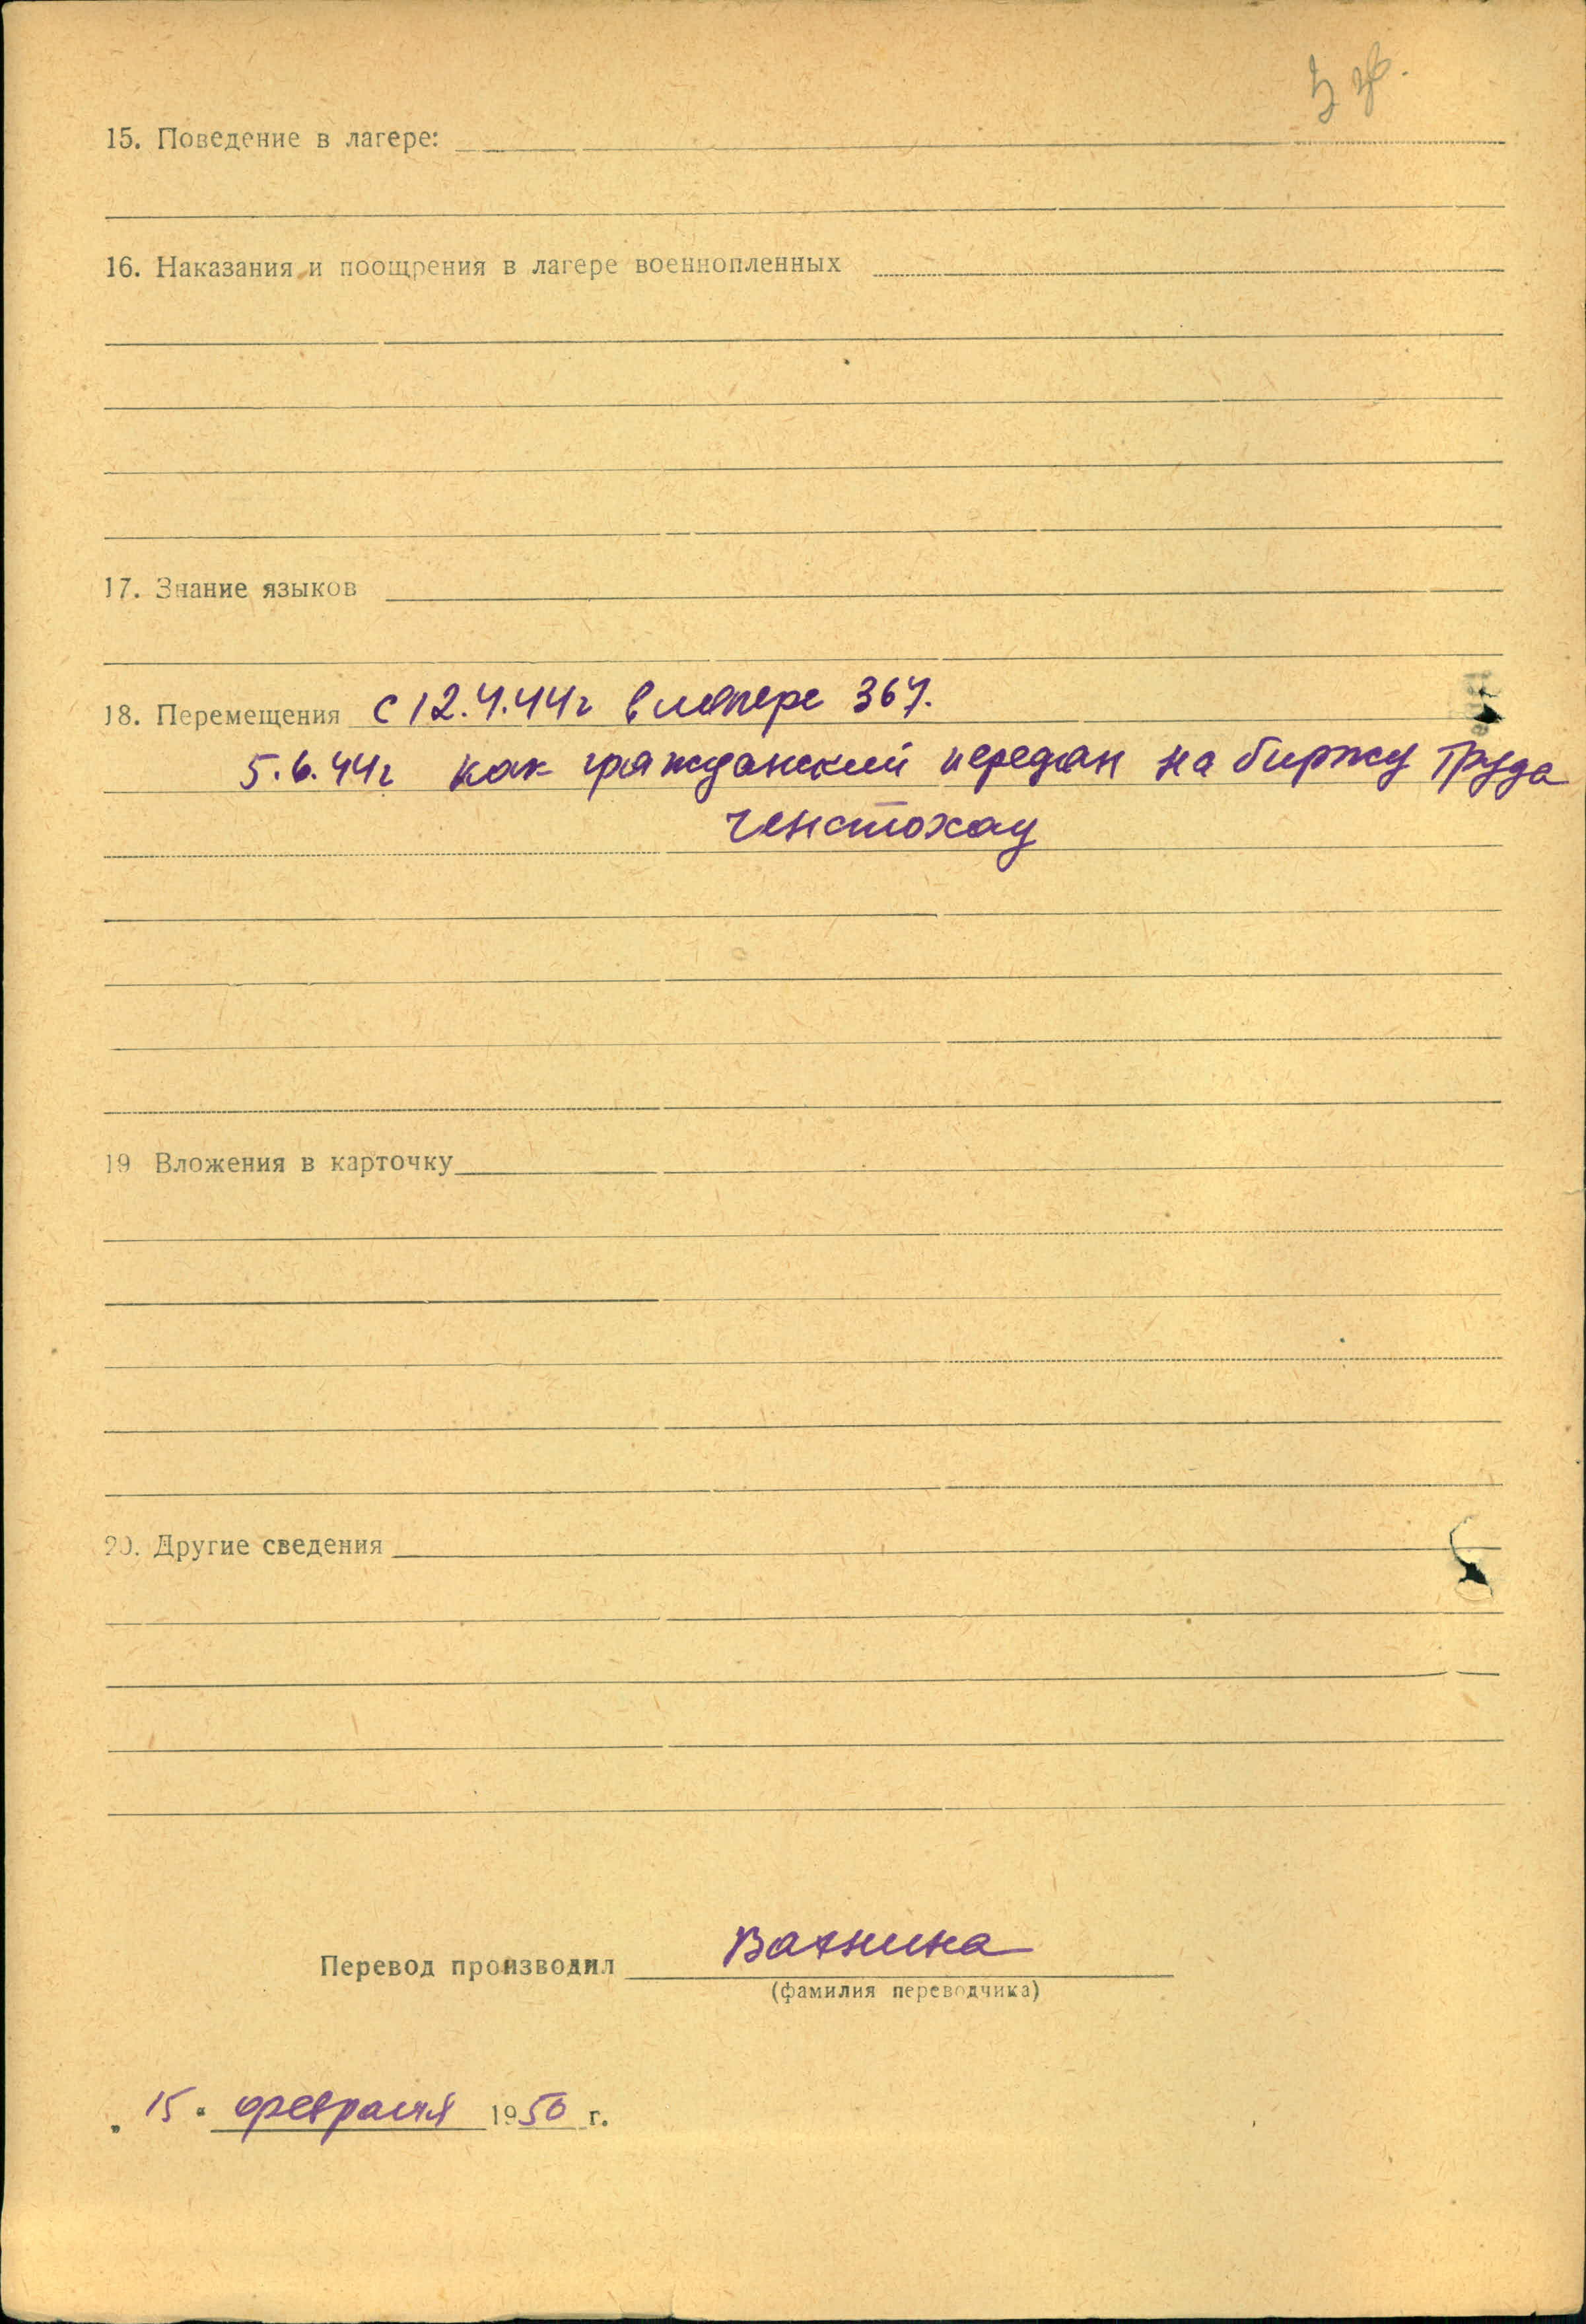 15. Поведение в лагере:
16. Наказания и поощрения в лагере военнопленных
17. Знание языков
18. Перемещения с 12.4.44г в лагере 367.
5.6.44г как гражданский передан на биржу труда
Ченстохау
19 Вложения в карточку
20. Другие сведения
Перевод производил
(фамилия переводчика)
„ 15 “ февраля 1950 г.